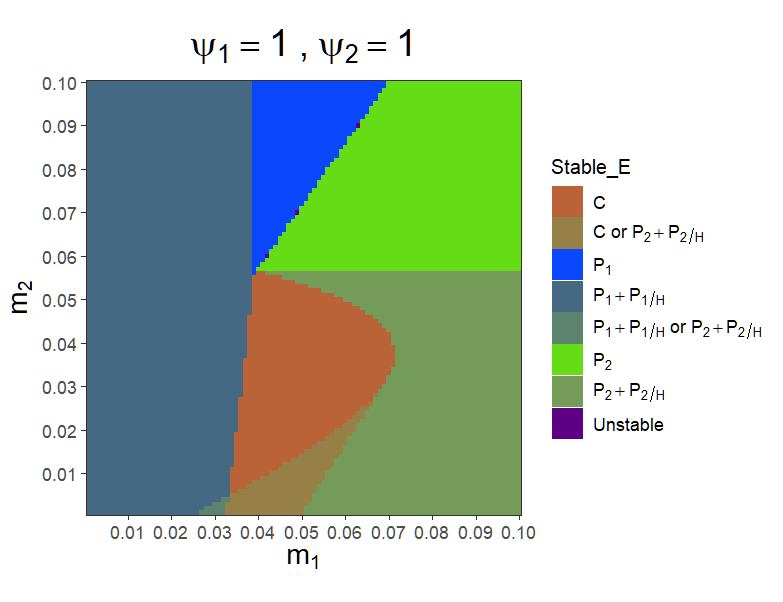 ψ₁ = 1 , ψ₂ = 1
0.10
0.09
0.08
0.07
0.06
0.05
0.04
0.03
0.02
0.01
m₂
0.01 0.02 0.03 0.04 0.05 0.06 0.07 0.08 0.09 0.10
m₁
Stable_E
C
C or P₂+P₂/H
P₁
P₁+P₁/H
P₁+P₁/H or P₂+P₂/H
P₂
P₂+P₂/H
Unstable